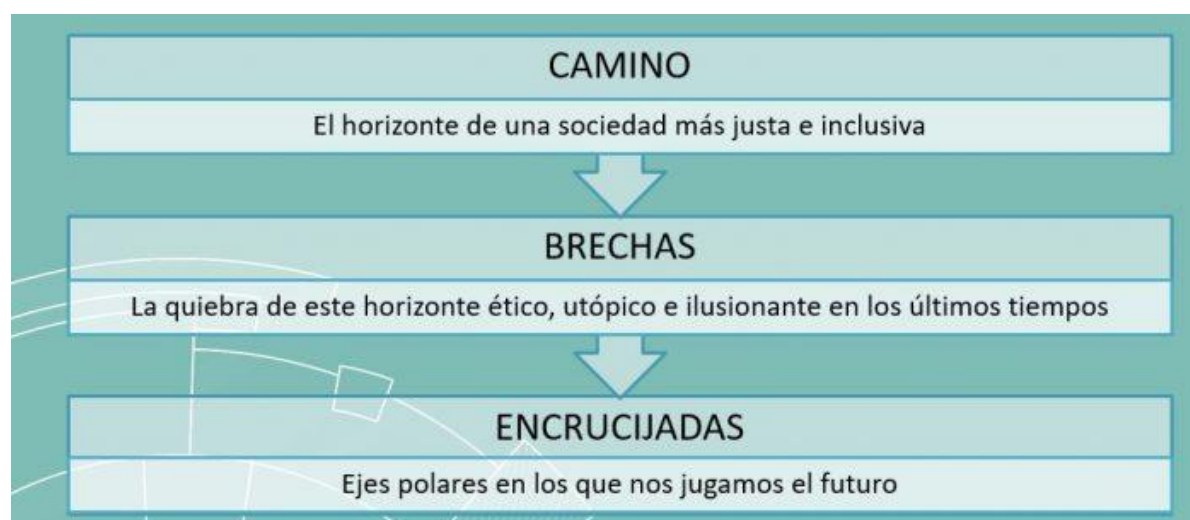 CAMINO
El horizonte de una sociedad más justa e inclusiva
BRECHAS
La quiebra de este horizonte ético, utópico e ilusionante en los últimos tiempos
ENCRUCIJADAS
Ejes polares en los que nos jugamos el futuro